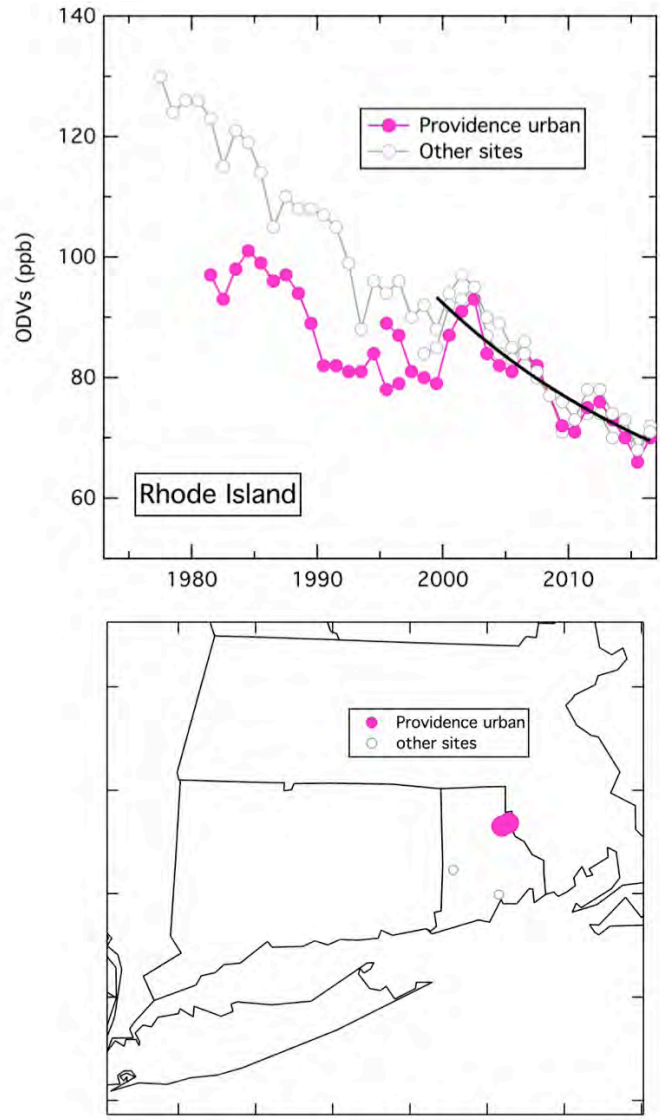 140
120
100
80
60
ODVs (ppb)
Providence urban
Other sites
Rhode Island
1980
1990
2000
2010
Providence urban
other sites